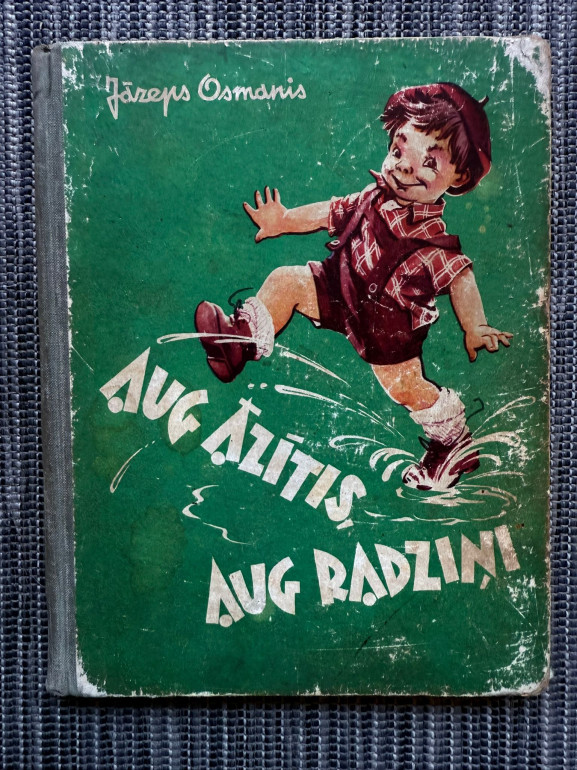 Jāzeps Osmanis
AUG ĀZĪTIS,
AUG RADZIŅI